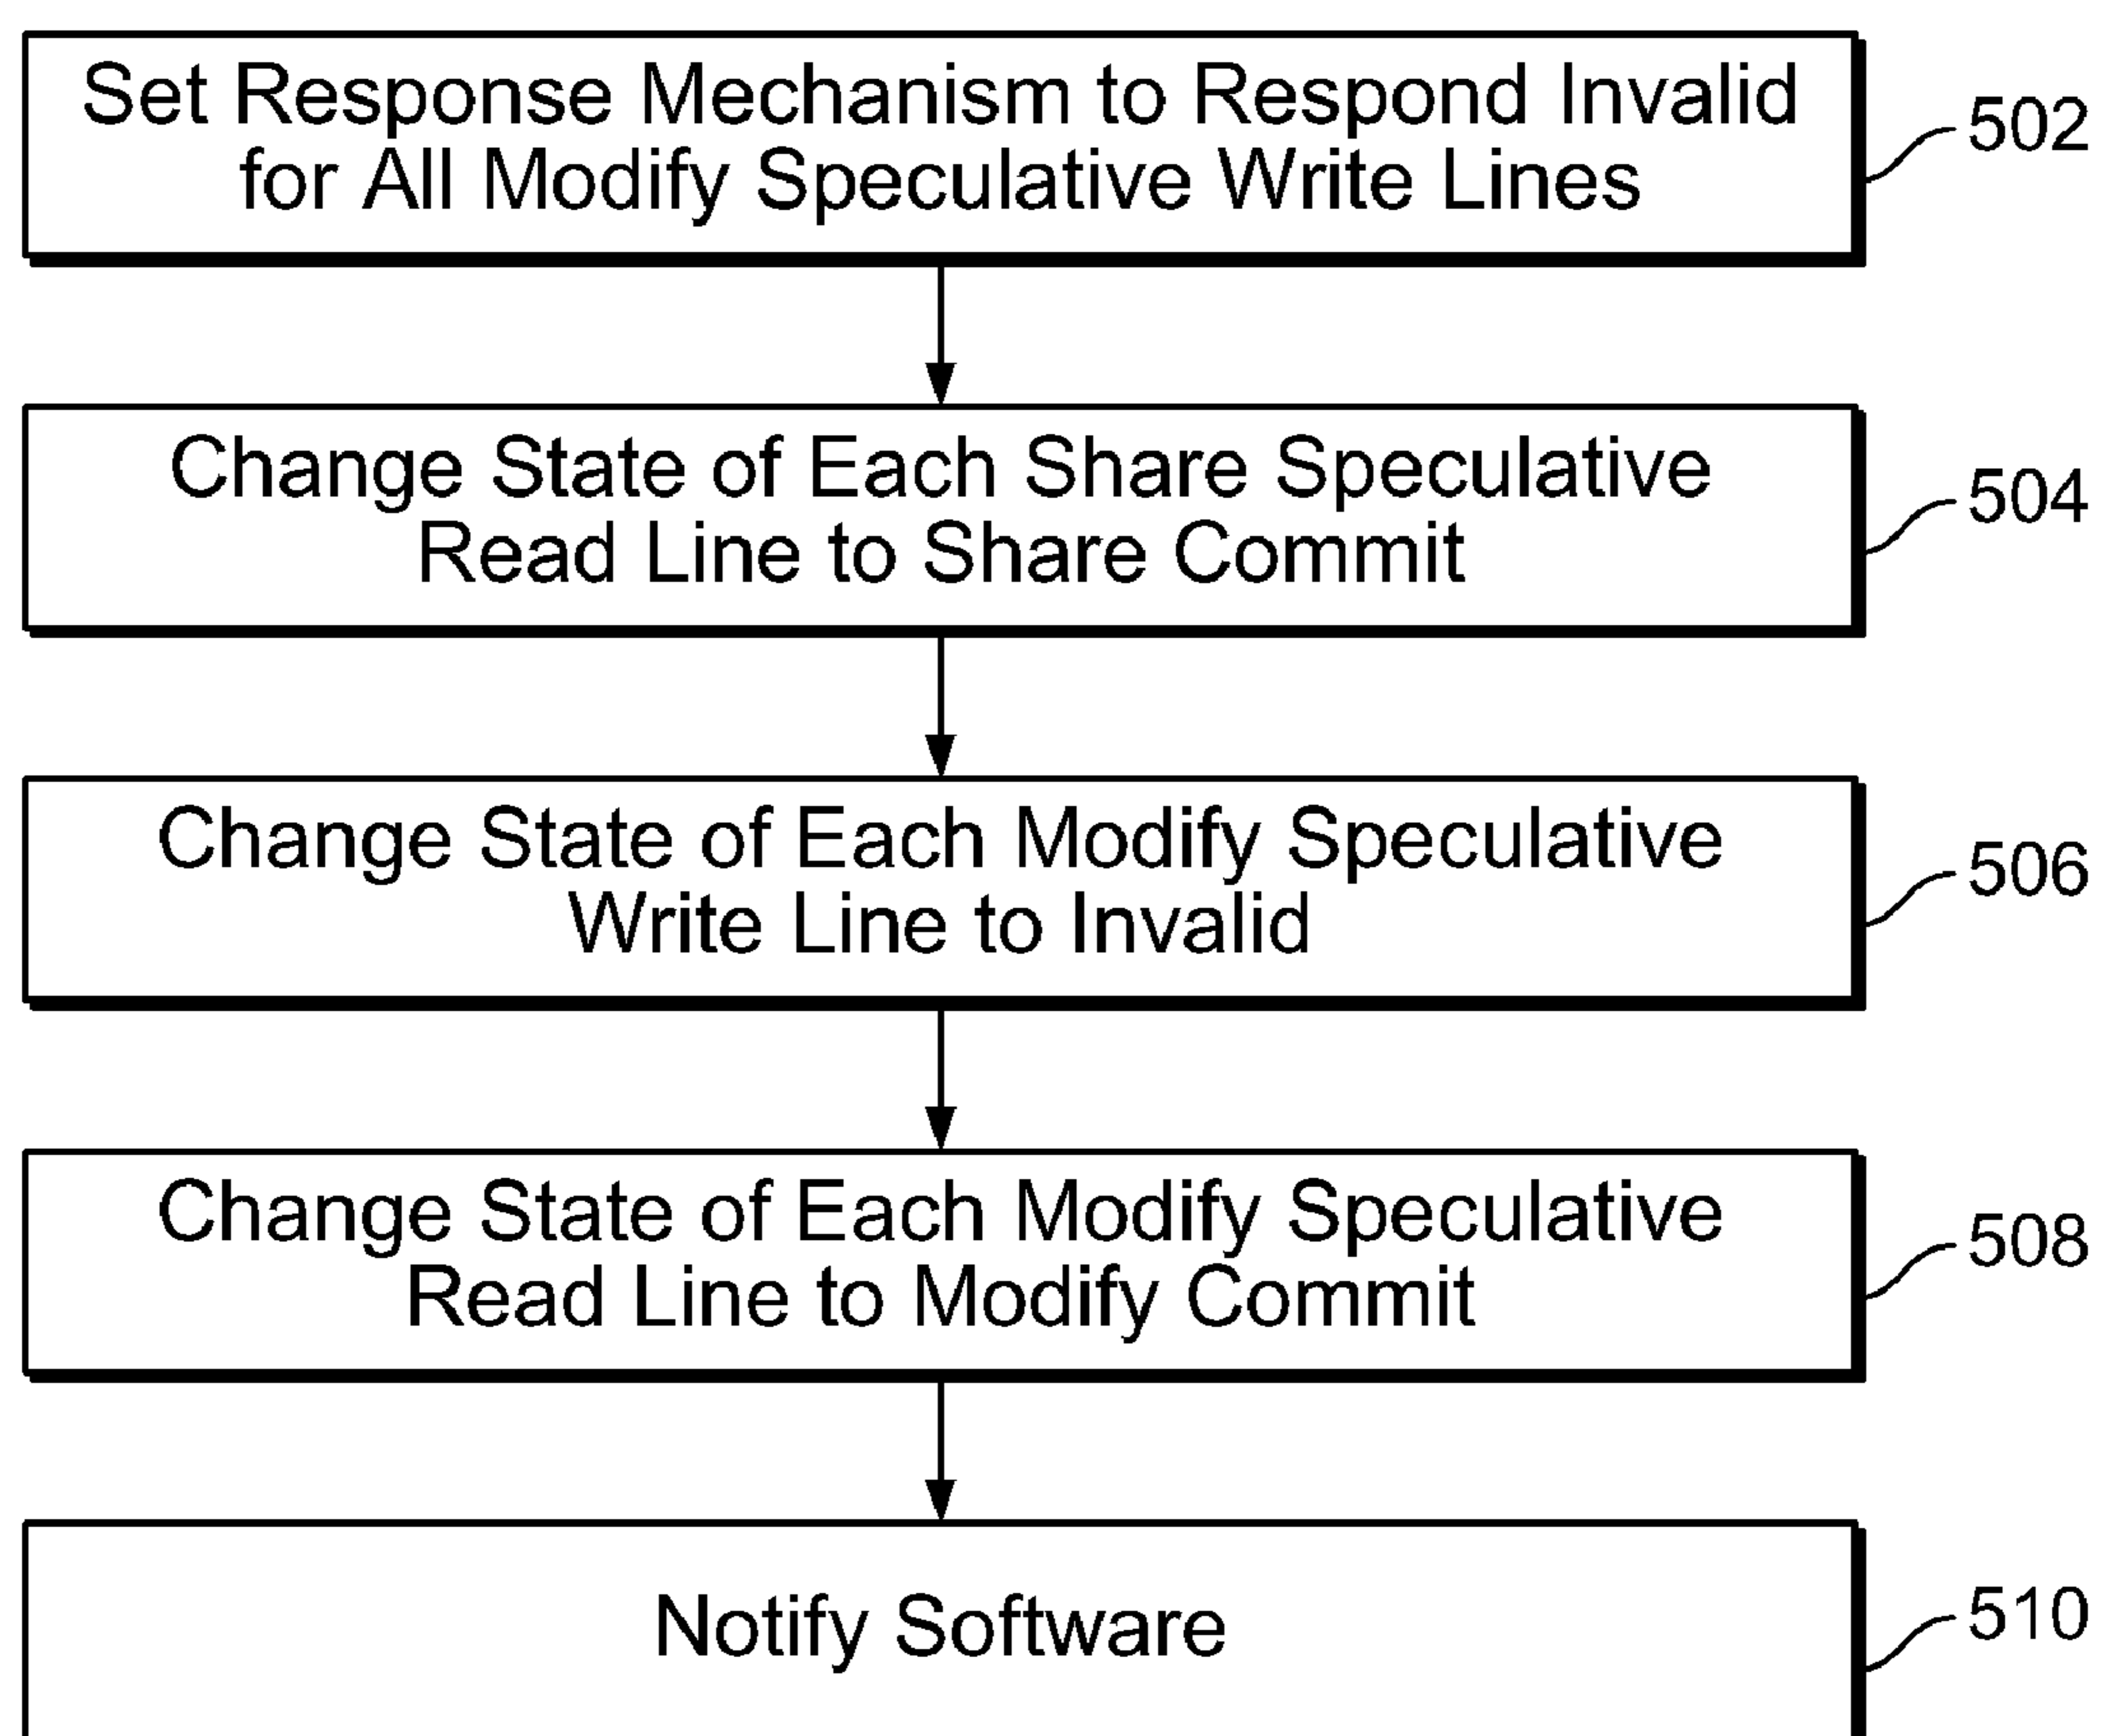 Set Response Mechanism to Respond Invalid
for All Modify Speculative Write Lines
502
Change State of Each Share Speculative
Read Line to Share Commit
504
Change State of Each Modify Speculative
Write Line to Invalid
506
Change State of Each Modify Speculative
Read Line to Modify Commit
508
Notify Software
510